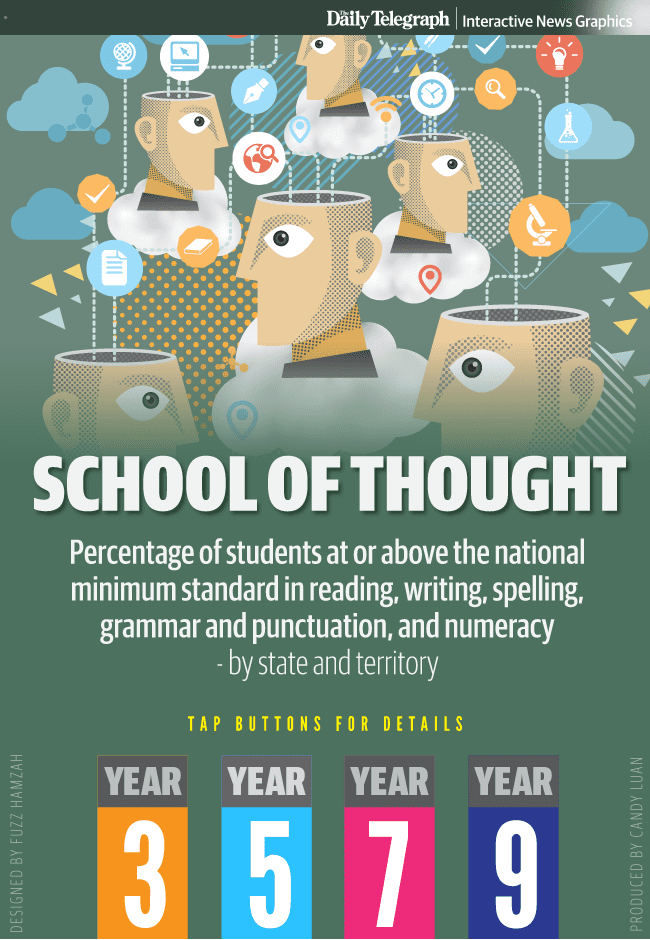 The Daily Telegraph | Interactive News Graphics
SCHOOL OF THOUGHT
Percentage of students at or above the national
minimum standard in reading, writing, spelling,
grammar and punctuation, and numeracy
- by state and territory
TAP BUTTONS FOR DETAILS
YEAR YEAR YEAR YEAR
3 5 7 9
DESIGNED BY FUZZ HAMZAH
PRODUCED BY CANDY LUAN